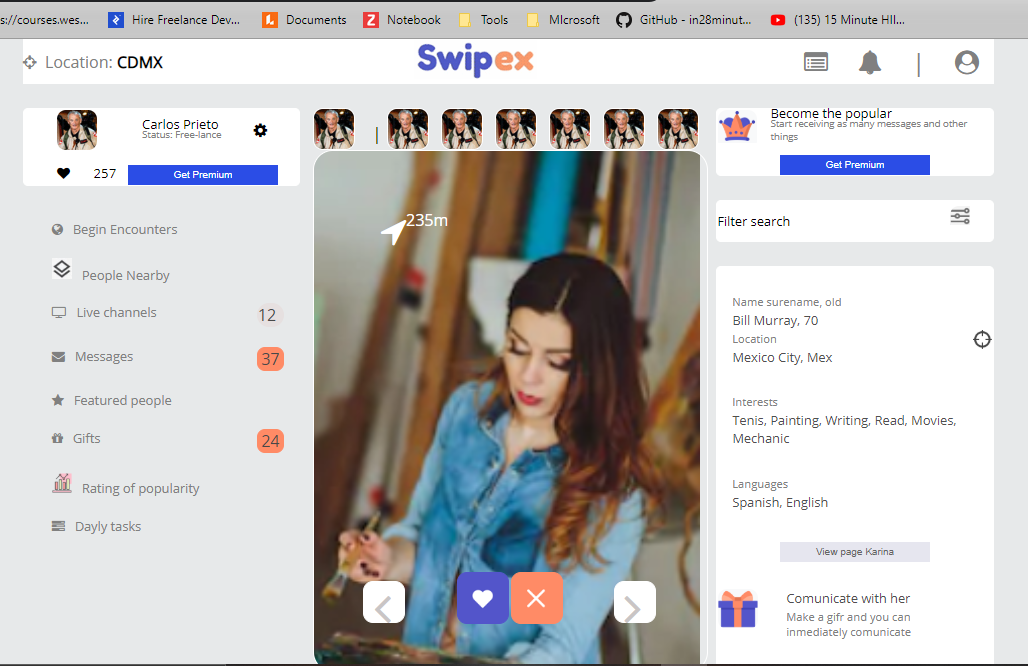 s://courses.wes...
Hire Freelance Dev...
Documents
Notebook
Tools
MIcrosoft
GitHub - in28minut...
(135) 15 Minute HII...
Location: CDMX
Swipex
Carlos Prieto
Status: Free-lance
257
Get Premium
Begin Encounters
People Nearby
Live channels 12
Messages 37
Featured people
Gifts 24
Rating of popularity
Dayly tasks
235m
Become the popular
Start receiving as many messages and other
things
Get Premium
Filter search
Name surename, old
Bill Murray, 70
Location
Mexico City, Mex
Interests
Tenis, Painting, Writing, Read, Movies,
Mechanic
Languages
Spanish, English
View page Karina
Comunicate with her
Make a gifr and you can
inmediately comunicate